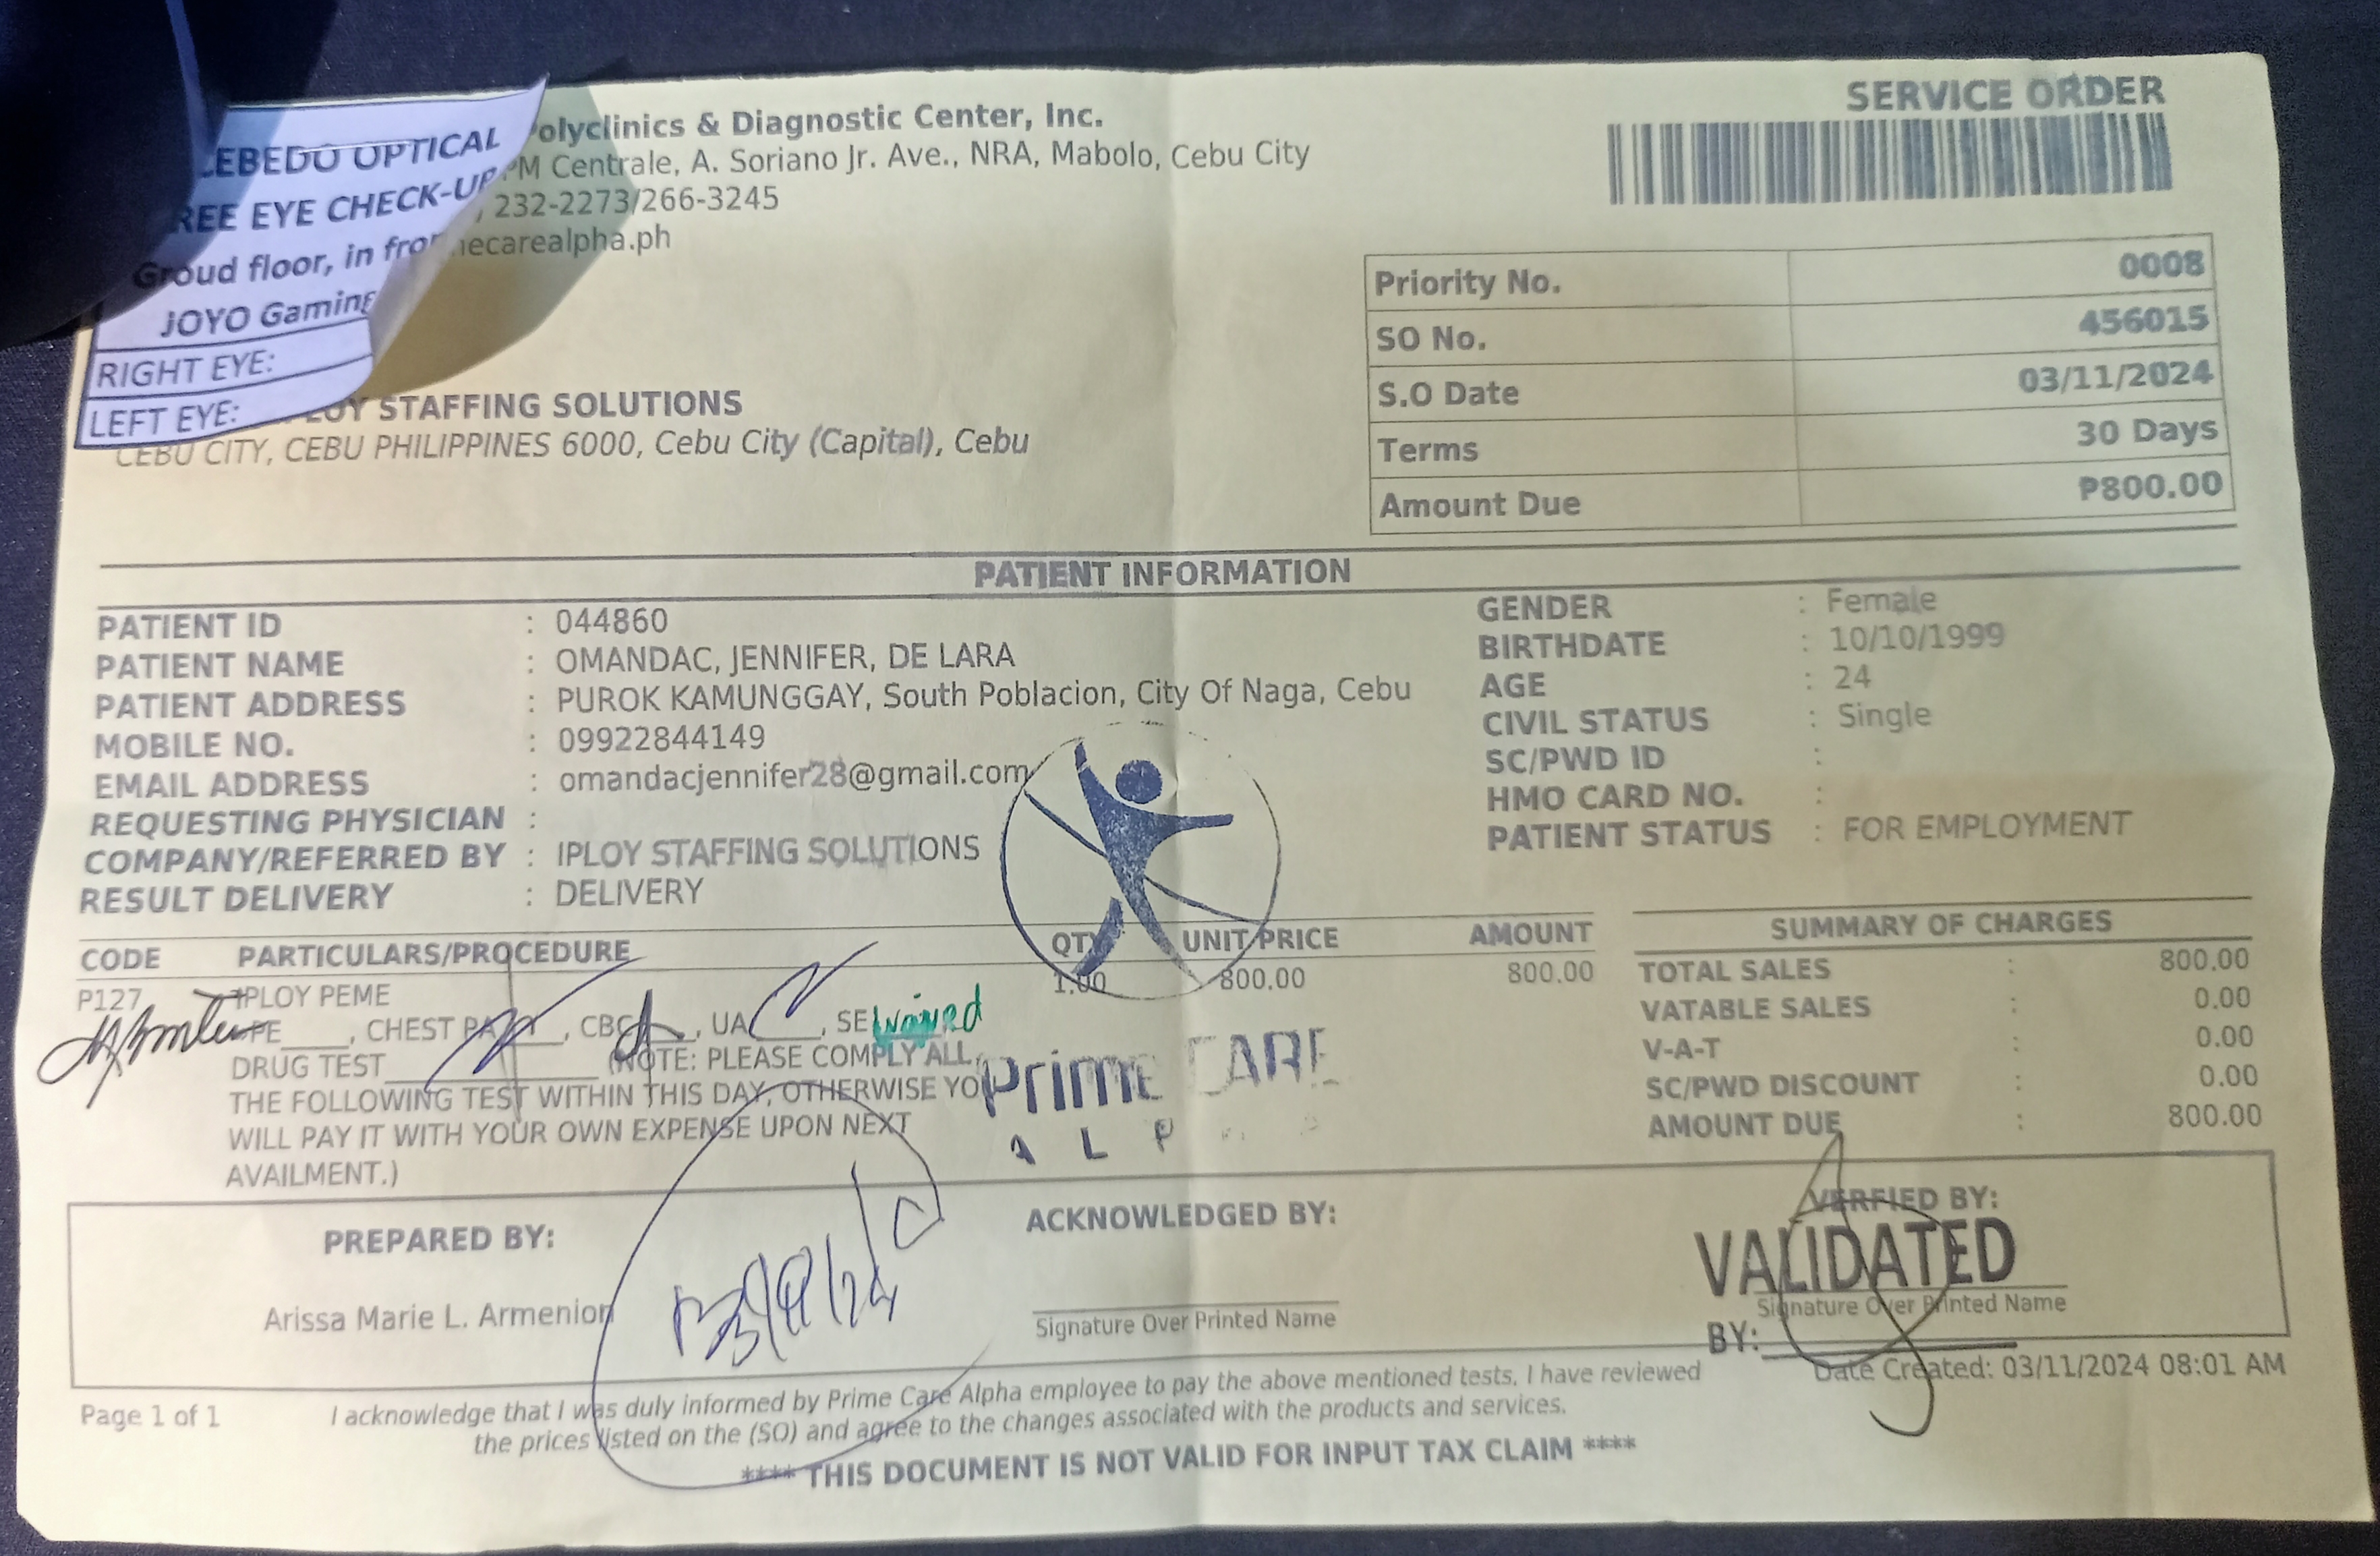 SERVICE ORDER
olyclinics & Diagnostic Center, Inc.
PM Centrale, A. Soriano Jr. Ave., NRA, Mabolo, Cebu City
232-2273/266-3245
ecarealpha.ph
EBEDO OPTICAL
REE EYE CHECK-UP
Groud floor, in fro
JOYO Gaming
RIGHT EYE:
LEFT EYE:
Priority No. 0008
SO No. 456015
S.O Date 03/11/2024
Terms 30 Days
Amount Due ₱800.00
LOY STAFFING SOLUTIONS
CEBU CITY, CEBU PHILIPPINES 6000, Cebu City (Capital), Cebu
PATIENT INFORMATION
PATIENT ID : 044860
PATIENT NAME : OMANDAC, JENNIFER, DE LARA
PATIENT ADDRESS : PUROK KAMUNGGAY, South Poblacion, City Of Naga, Cebu
MOBILE NO. : 09922844149
EMAIL ADDRESS : omandacjennifer28@gmail.com
REQUESTING PHYSICIAN :
COMPANY/REFERRED BY : IPLOY STAFFING SOLUTIONS
RESULT DELIVERY : DELIVERY
GENDER : Female
BIRTHDATE : 10/10/1999
AGE : 24
CIVIL STATUS : Single
SC/PWD ID :
HMO CARD NO. :
PATIENT STATUS : FOR EMPLOYMENT
CODE PARTICULARS/PROCEDURE QTY UNIT PRICE AMOUNT
P127 IPLOY PEME 1.00 800.00 800.00
PE____, CHEST PA____, CBC____, UA____, SE waived
DRUG TEST____ (NOTE: PLEASE COMPLY ALL
THE FOLLOWING TEST WITHIN THIS DAY, OTHERWISE YO
WILL PAY IT WITH YOUR OWN EXPENSE UPON NEXT
AVAILMENT.)
Prime CARE
A L P
SUMMARY OF CHARGES
TOTAL SALES : 800.00
VATABLE SALES : 0.00
V-A-T : 0.00
SC/PWD DISCOUNT : 0.00
AMOUNT DUE : 800.00
PREPARED BY:
Arissa Marie L. Armenion
ACKNOWLEDGED BY:
Signature Over Printed Name
VERFIED BY:
VALIDATED
Signature Over Printed Name
BY:
Date Created: 03/11/2024 08:01 AM
Page 1 of 1
I acknowledge that I was duly informed by Prime Care Alpha employee to pay the above mentioned tests. I have reviewed
the prices listed on the (SO) and agree to the changes associated with the products and services.
**** THIS DOCUMENT IS NOT VALID FOR INPUT TAX CLAIM ****